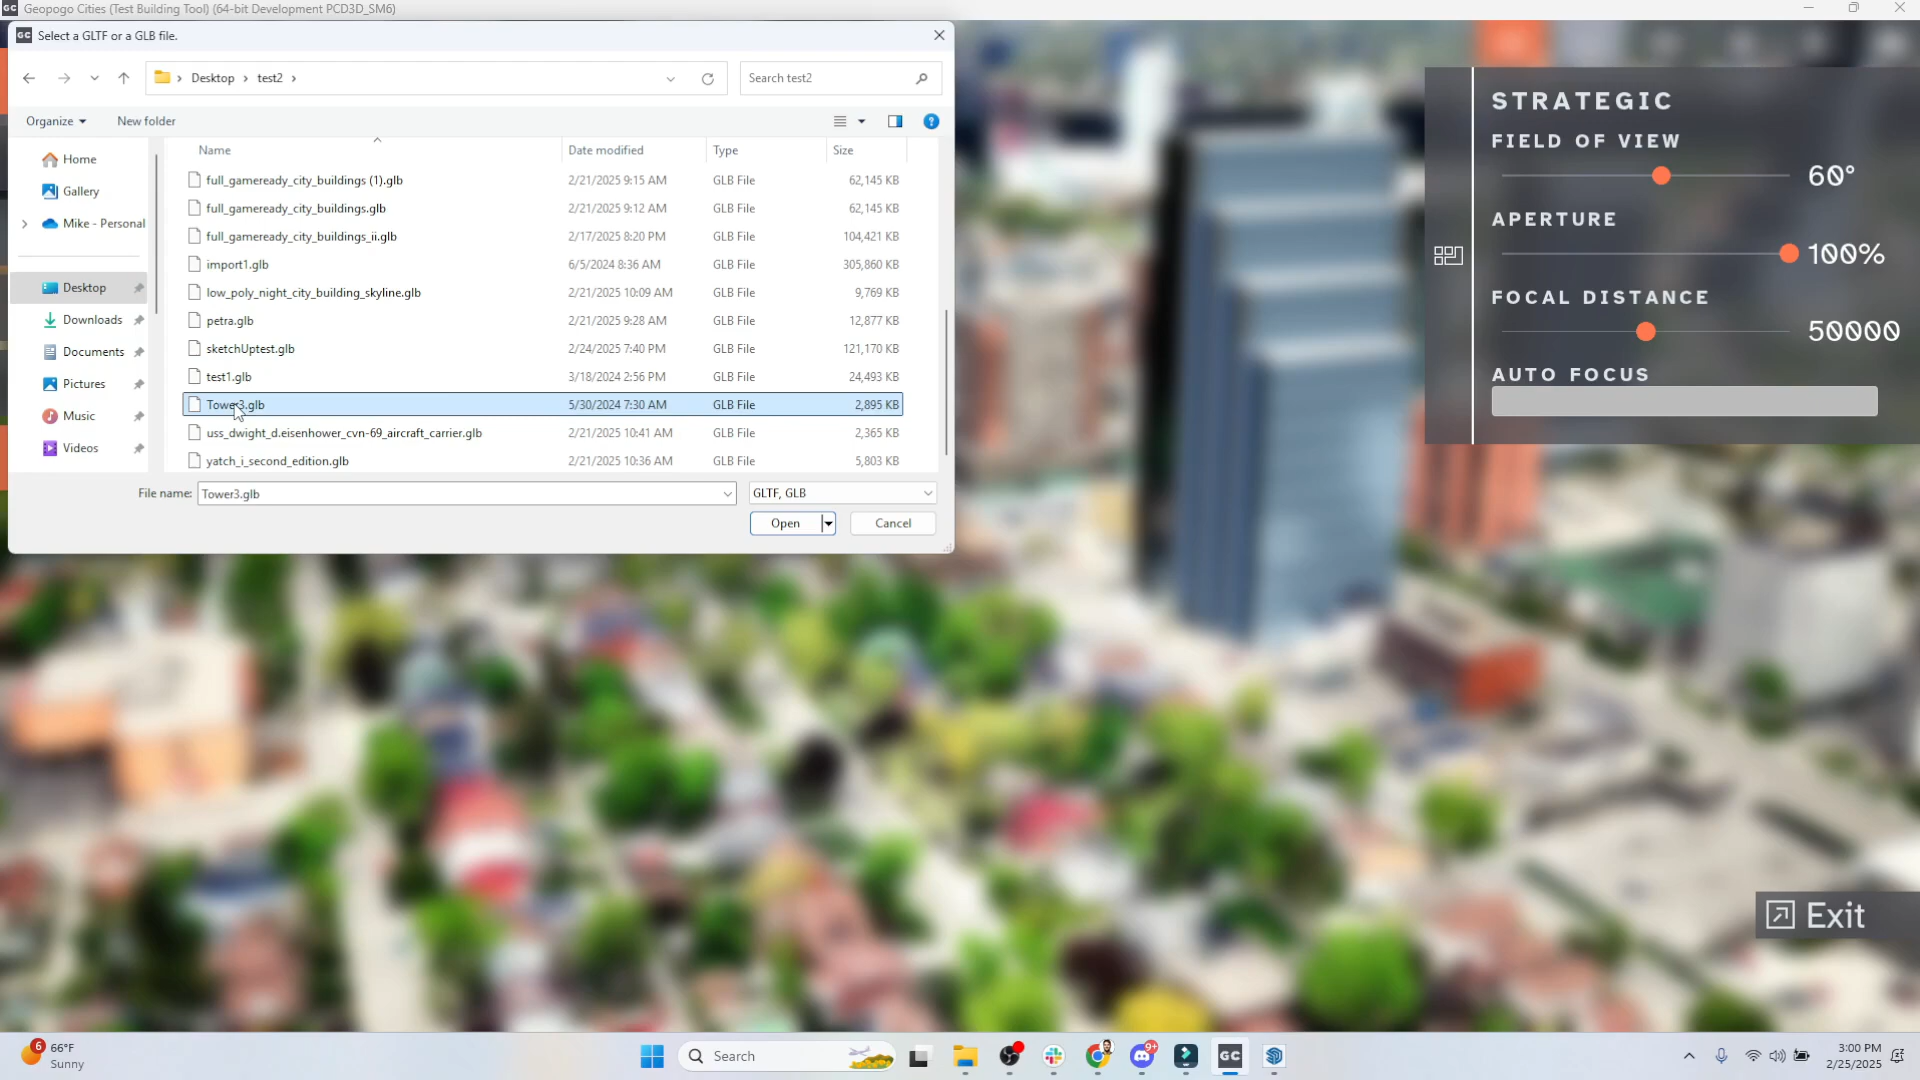 GC Geopogo Cities (Test Building Tool) (64-bit Development PCD3D_SM6)
GC Select a GLTF or a GLB file.
Desktop test2
Search test2
Organize
New folder
Name Date modified Type Size
Home
Gallery
Mike - Personal
Desktop
Downloads
Documents
Pictures
Music
Videos
full_gameready_city_buildings (1).glb 2/21/2025 9:15 AM GLB File 62,145 KB
full_gameready_city_buildings.glb 2/21/2025 9:12 AM GLB File 62,145 KB
full_gameready_city_buildings_ii.glb 2/17/2025 8:20 PM GLB File 104,421 KB
import1.glb 6/5/2024 8:36 AM GLB File 305,860 KB
low_poly_night_city_building_skyline.glb 2/21/2025 10:09 AM GLB File 9,769 KB
petra.glb 2/21/2025 9:28 AM GLB File 12,877 KB
sketchUptest.glb 2/24/2025 7:40 PM GLB File 121,170 KB
test1.glb 3/18/2024 2:56 PM GLB File 24,493 KB
Tower3.glb 5/30/2024 7:30 AM GLB File 2,895 KB
uss_dwight_d.eisenhower_cvn-69_aircraft_carrier.glb 2/21/2025 10:41 AM GLB File 2,365 KB
yatch_i_second_edition.glb 2/21/2025 10:36 AM GLB File 5,803 KB
File name: Tower3.glb
GLTF, GLB
Open
Cancel
STRATEGIC
FIELD OF VIEW
60°
APERTURE
100%
FOCAL DISTANCE
50000
AUTO FOCUS
Exit
6
66°F
Sunny
Search
9+
GC
3:00 PM
2/25/2025